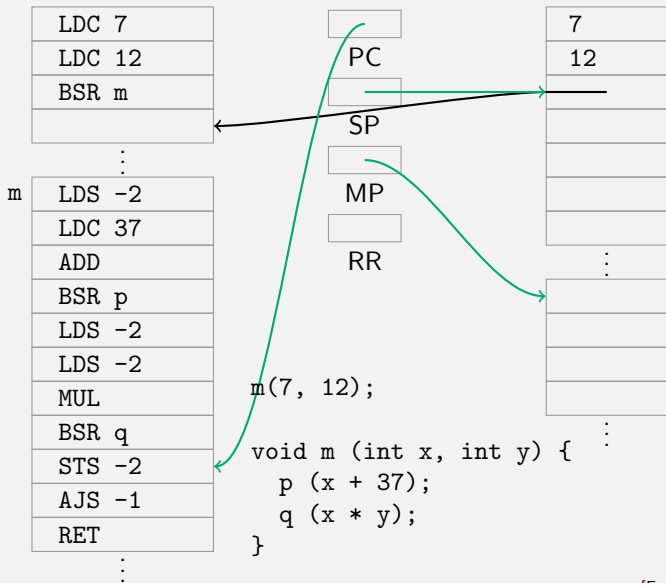 LDC 7
LDC 12
BSR m
m
LDS -2
LDC 37
ADD
BSR p
LDS -2
LDS -2
MUL
BSR q
STS -2
AJS -1
RET
PC
SP
MP
RR
7
12
m(7, 12);
void m (int x, int y) {
p (x + 37);
q (x * y);
}